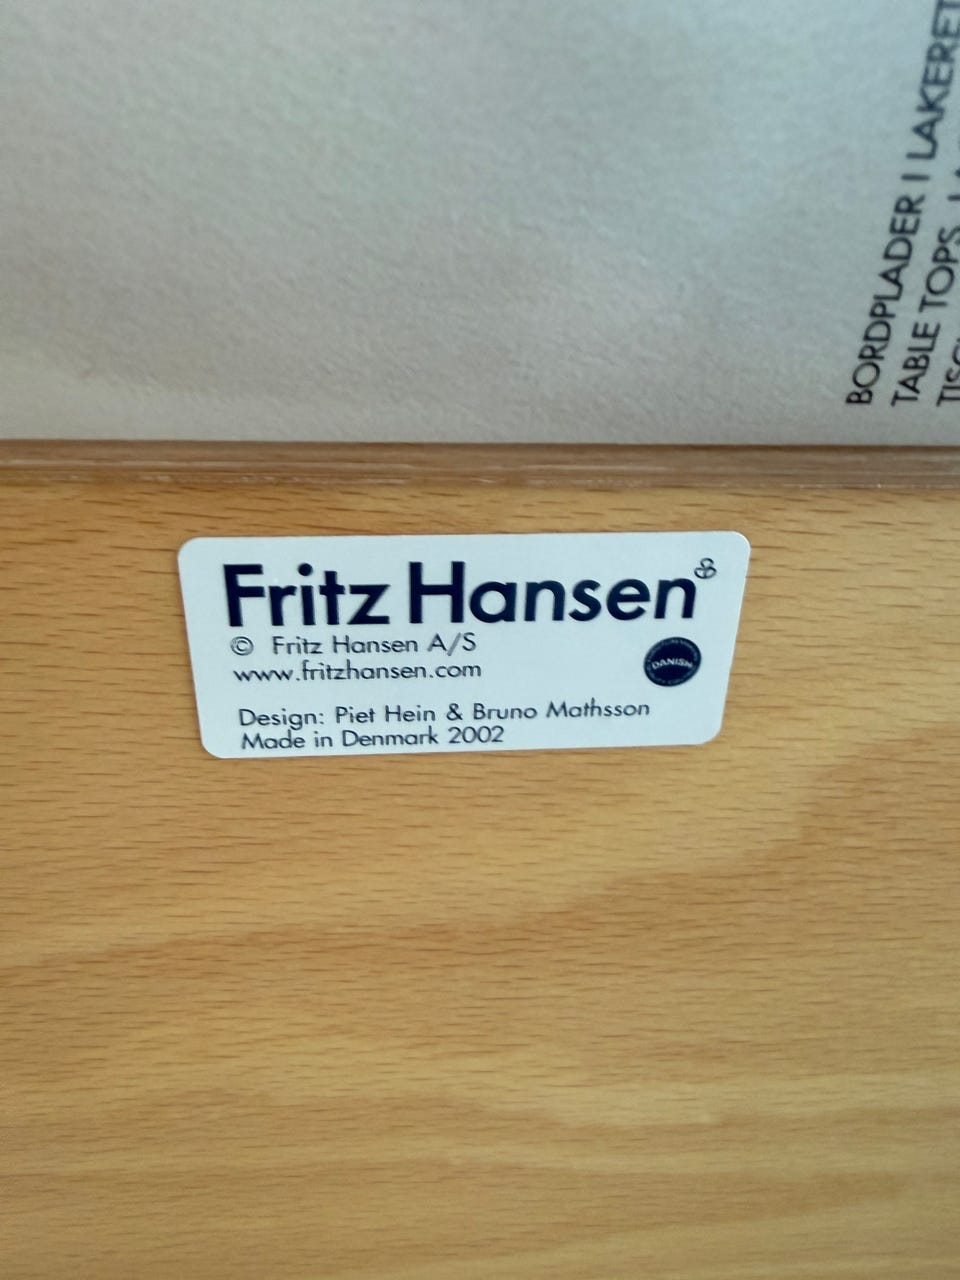 BORDPLADER I LAKERET
TABLE TOPS,
Fritz Hansen
© Fritz Hansen A/S
www.fritzhansen.com
DANISH
Design: Piet Hein & Bruno Mathsson
Made in Denmark 2002